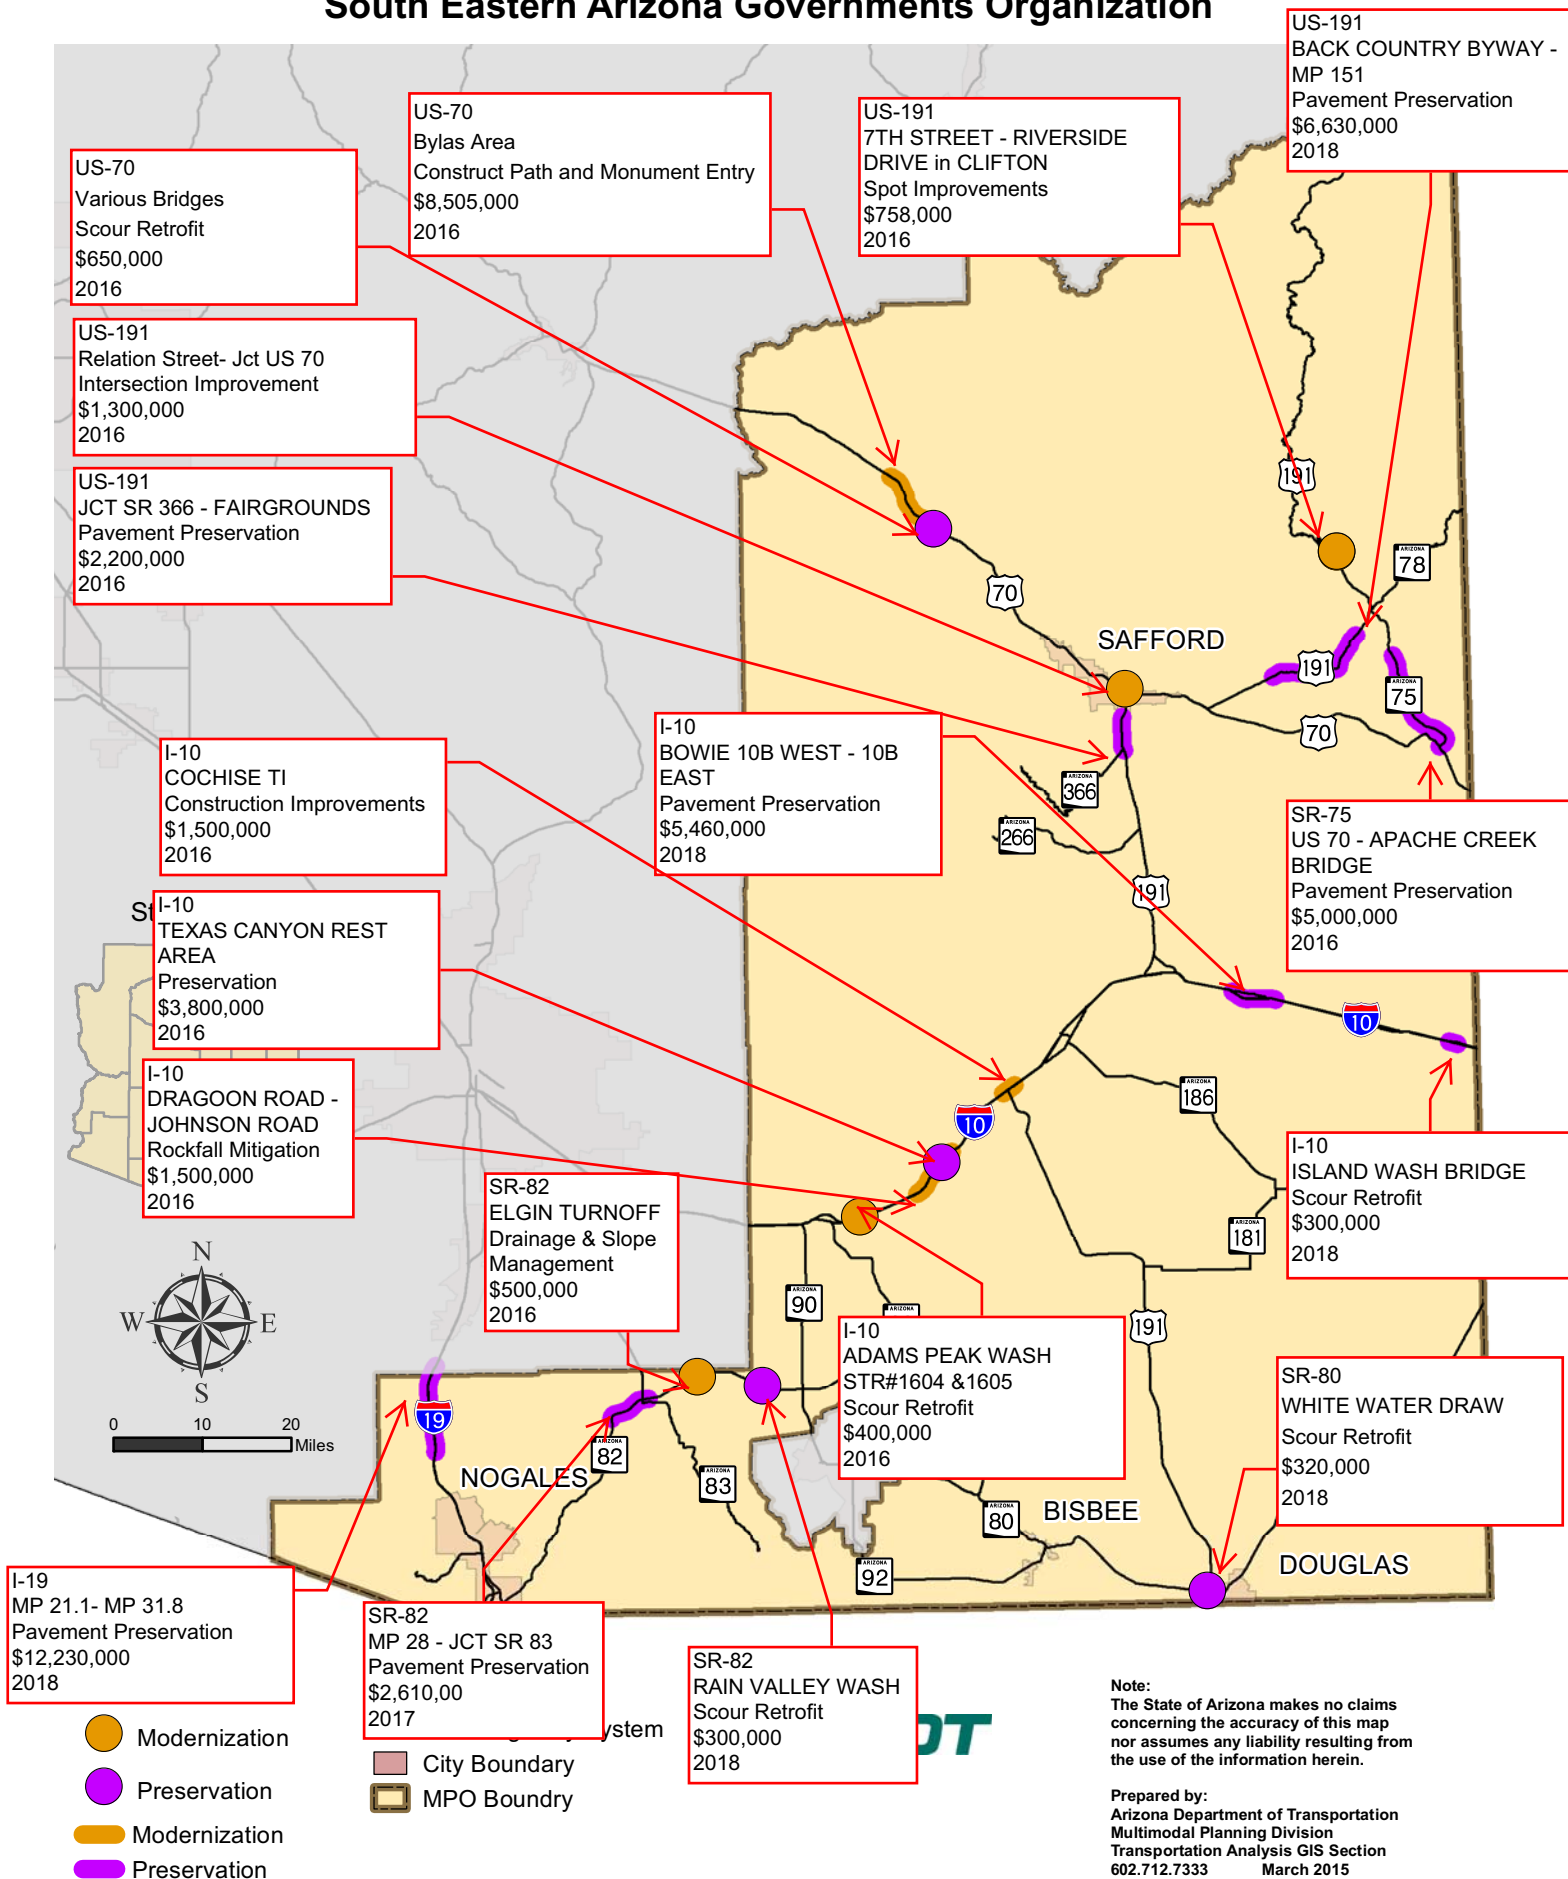 South Eastern Arizona Governments Organization
US-191
BACK COUNTRY BYWAY -
MP 151
Pavement Preservation
$6,630,000
2018
US-70
Bylas Area
Construct Path and Monument Entry
$8,505,000
2016
US-191
7TH STREET - RIVERSIDE
DRIVE in CLIFTON
Spot Improvements
$758,000
2016
US-70
Various Bridges
Scour Retrofit
$650,000
2016
US-191
Relation Street- Jct US 70
Intersection Improvement
$1,300,000
2016
US-191
JCT SR 366 - FAIRGROUNDS
Pavement Preservation
$2,200,000
2016
191
ARIZONA
78
70
SAFFORD
191
ARIZONA
75
70
I-10
COCHISE TI
Construction Improvements
$1,500,000
2016
I-10
BOWIE 10B WEST - 10B
EAST
Pavement Preservation
$5,460,000
2018
ARIZONA
366
ARIZONA
266
191
SR-75
US 70 - APACHE CREEK
BRIDGE
Pavement Preservation
$5,000,000
2016
St
I-10
TEXAS CANYON REST
AREA
Preservation
$3,800,000
2016
10
I-10
DRAGOON ROAD -
JOHNSON ROAD
Rockfall Mitigation
$1,500,000
2016
10
ARIZONA
186
I-10
ISLAND WASH BRIDGE
Scour Retrofit
$300,000
2018
SR-82
ELGIN TURNOFF
Drainage & Slope
Management
$500,000
2016
ARIZONA
181
N
W
E
S
0 10 20
Miles
ARIZONA
90
ARIZONA
191
I-10
ADAMS PEAK WASH
STR#1604 &1605
Scour Retrofit
$400,000
2016
SR-80
WHITE WATER DRAW
Scour Retrofit
$320,000
2018
19
ARIZONA
82
NOGALES
ARIZONA
83
ARIZONA
80
BISBEE
ARIZONA
92
DOUGLAS
I-19
MP 21.1- MP 31.8
Pavement Preservation
$12,230,000
2018
SR-82
MP 28 - JCT SR 83
Pavement Preservation
$2,610,00
2017
SR-82
RAIN VALLEY WASH
Scour Retrofit
$300,000
2018
Modernization
Preservation
Modernization
Preservation
ystem
City Boundary
MPO Boundry
OT
Note:
The State of Arizona makes no claims
concerning the accuracy of this map
nor assumes any liability resulting from
the use of the information herein.
Prepared by:
Arizona Department of Transportation
Multimodal Planning Division
Transportation Analysis GIS Section
602.712.7333 March 2015